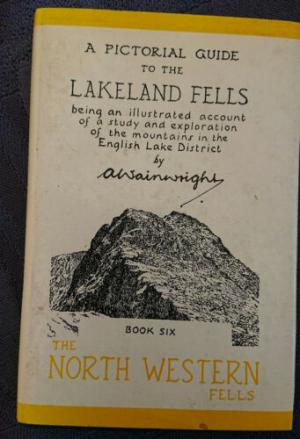 A PICTORIAL GUIDE
TO THE
LAKELAND FELLS
being an illustrated account
of a study and exploration
of the mountains in the
English Lake District
by
AWainwright
BOOK SIX
THE
NORTH WESTERN
FELLS